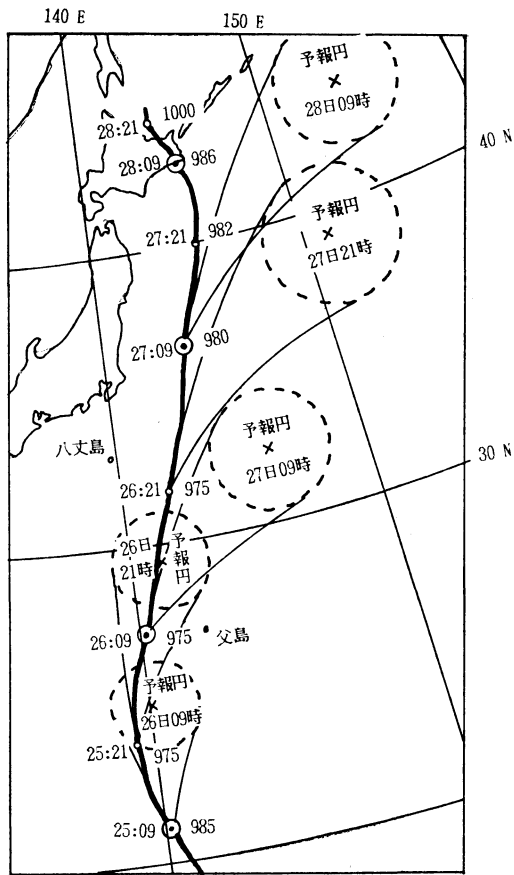 140 E
150 E
予報円
28日09時
1000
28:21
40 N
28:09
986
予報円
27:21
982
27日21時
27:09
980
八丈島
予報円
27日09時
30 N
26:21
975
26日
21時
予
報
円
26:09
975
父島
予報円
26日09時
25:21
975
25:09
985